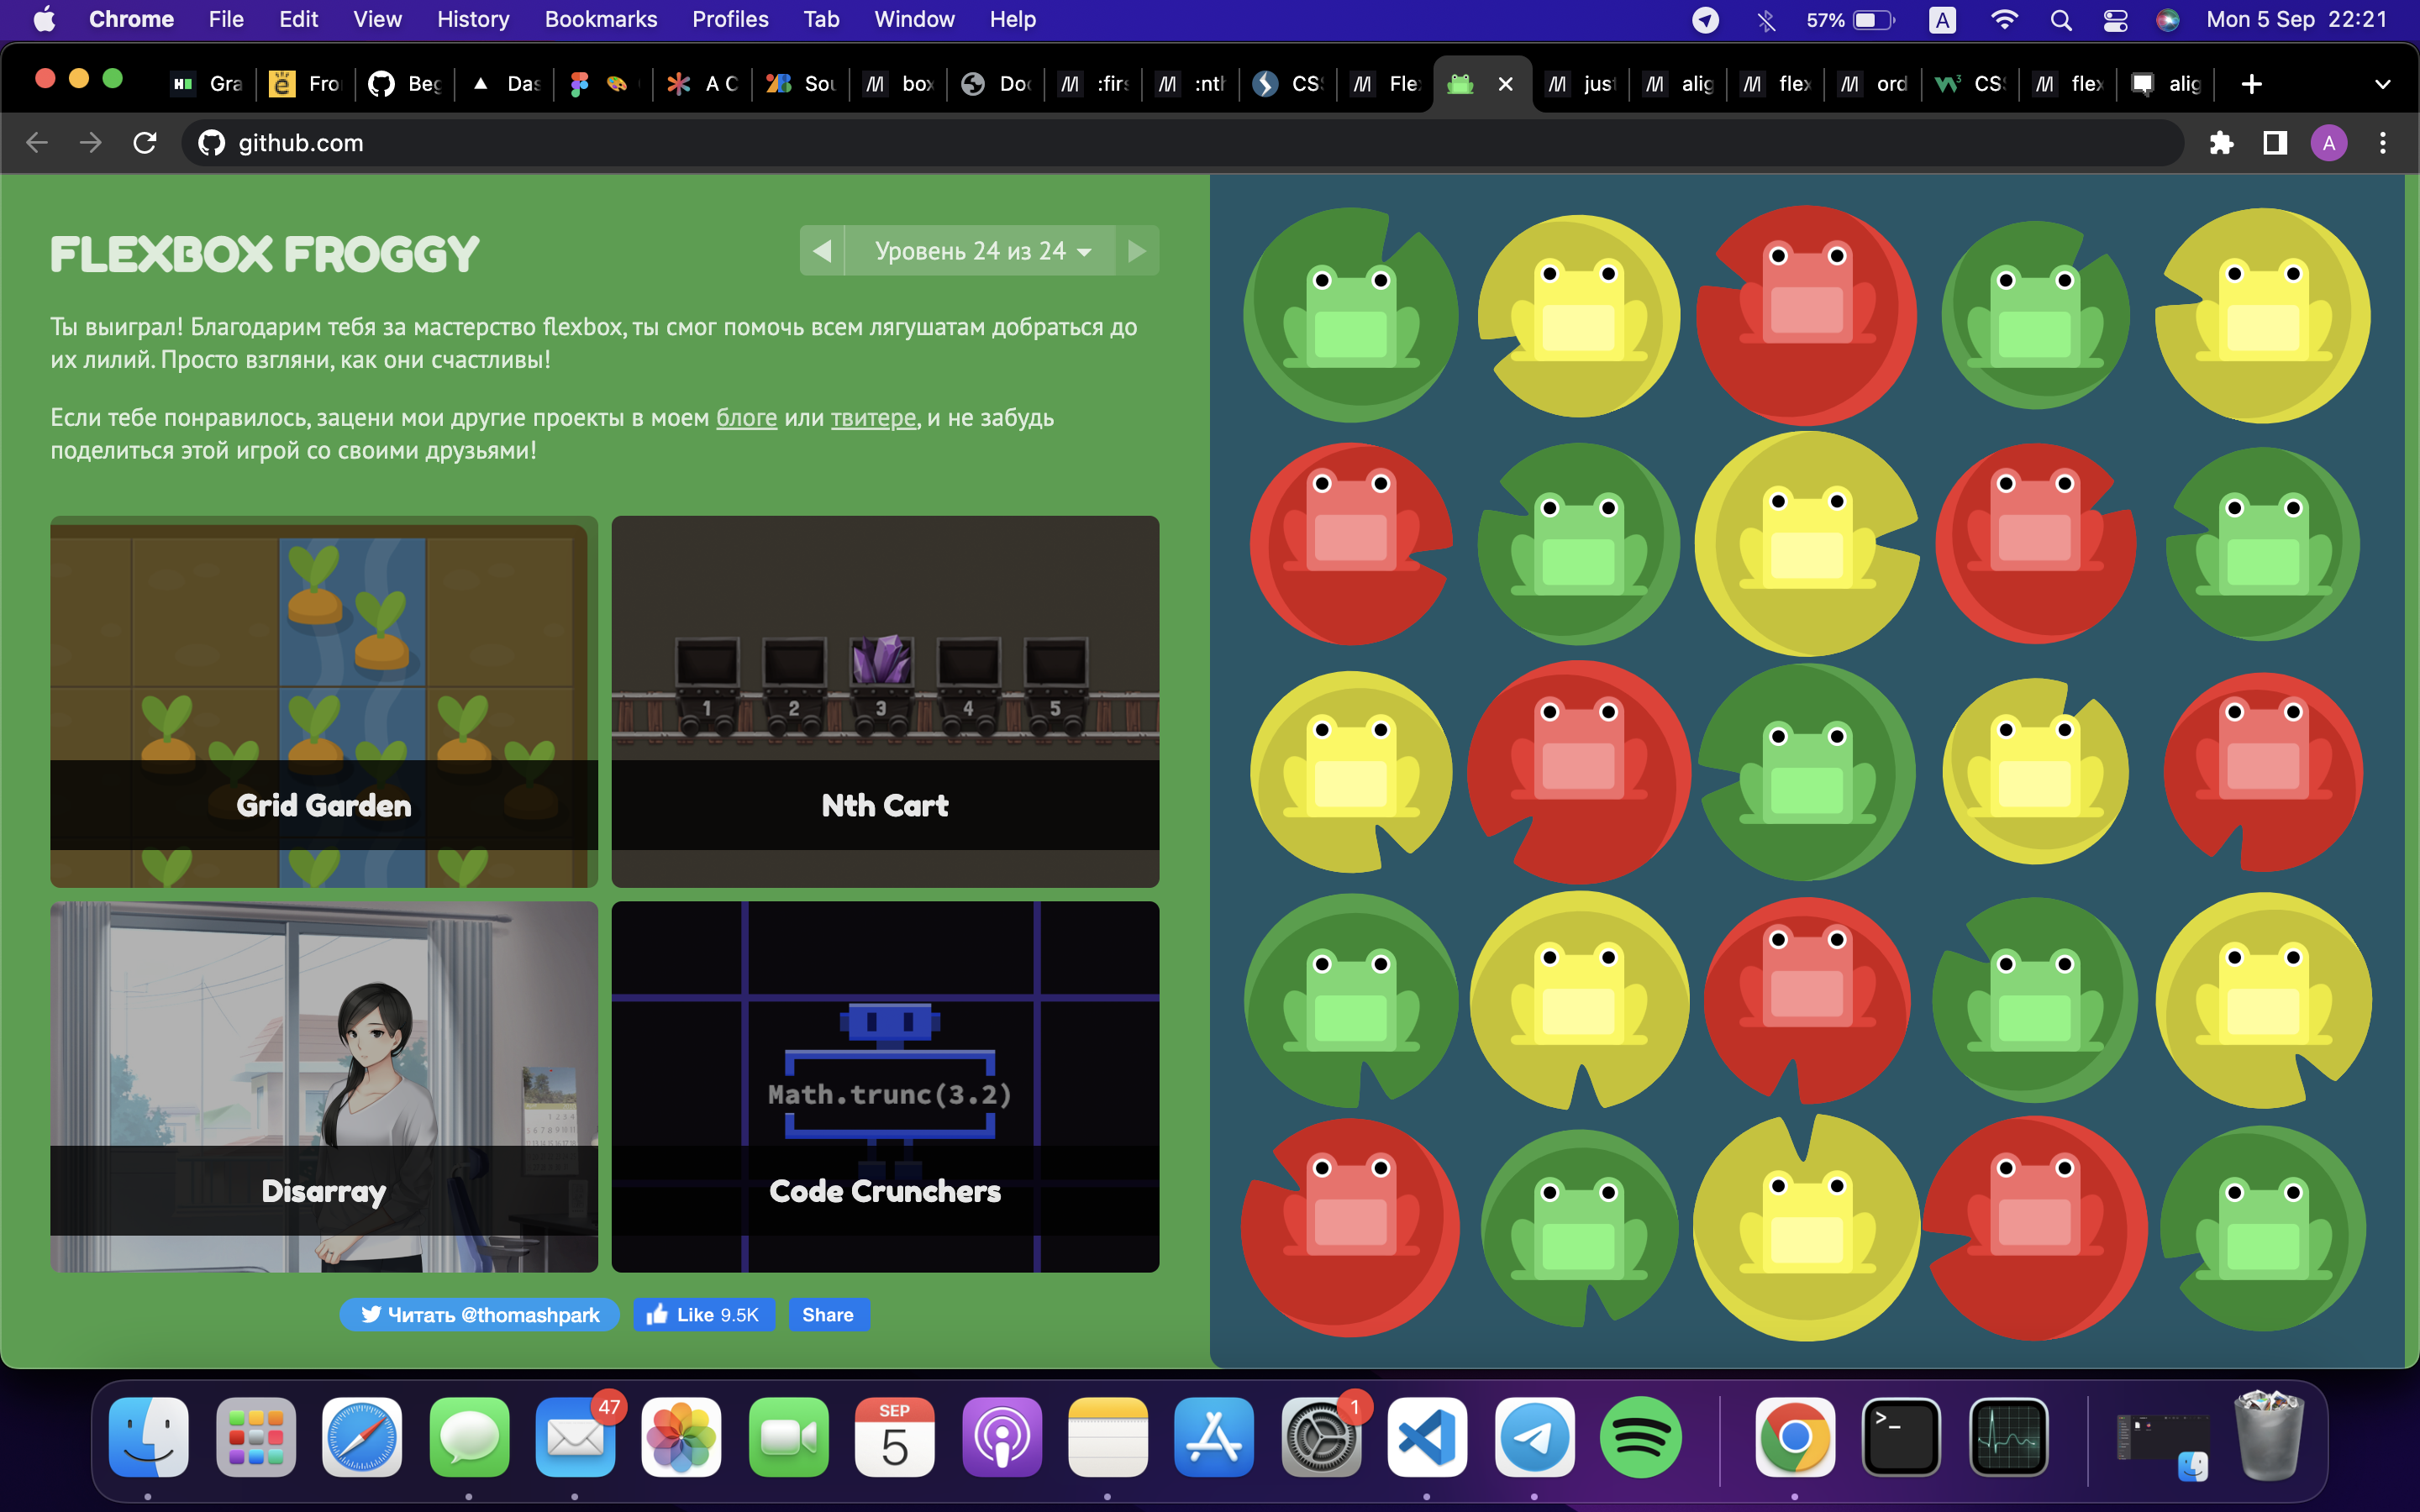 Chrome File Edit View History Bookmarks Profiles Tab Window Help 57% A Mon 5 Sep 22:21
Gra Fro Beg Das A C Sou box Doc :firs :nth CSS Flex just alig flex ord CSS flex alig
github.com A
FLEXBOX FROGGY
Уровень 24 из 24
Ты выиграл! Благодарим тебя за мастерство flexbox, ты смог помочь всем лягушатам добраться до
их лилий. Просто взгляни, как они счастливы!
Если тебе понравилось, зацени мои другие проекты в моем блоге или твитере, и не забудь
поделиться этой игрой со своими друзьями!
1 2 3 4 5
Grid Garden
Nth Cart
Math.trunc(3.2)
Disarray
Code Crunchers
Читать @thomashpark
Like 9.5K
Share
47
SEP
5
1
>_